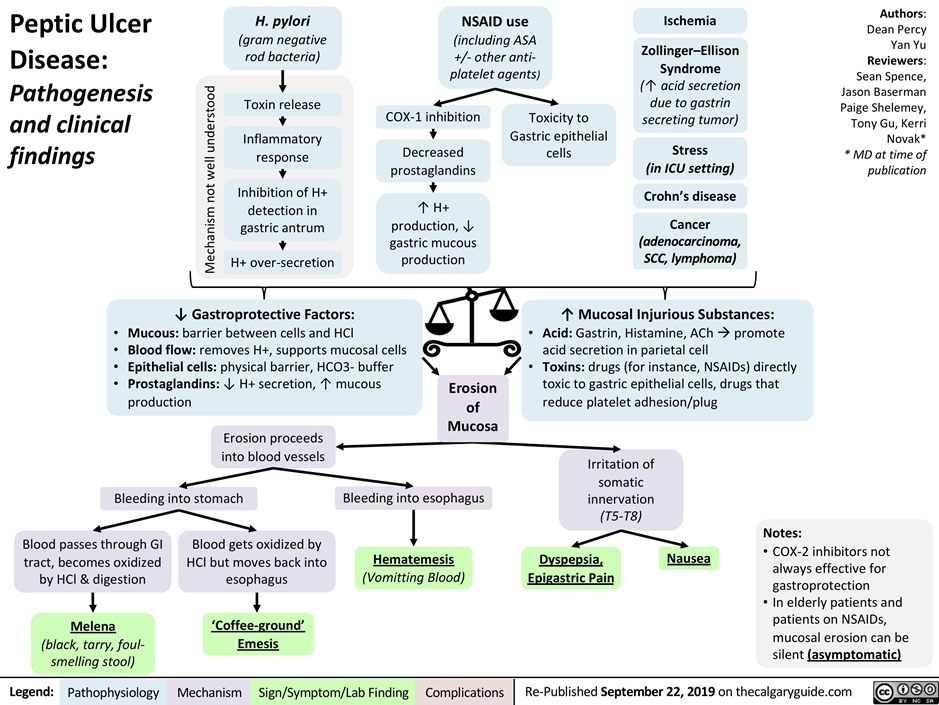 Peptic Ulcer
Disease:
Pathogenesis
and clinical
findings
H. pylori
(gram negative
rod bacteria)
Mechanism not well understood
Toxin release
Inflammatory
response
Inhibition of H+
detection in
gastric antrum
H+ over-secretion
NSAID use
(including ASA
+/- other anti-
platelet agents)
COX-1 inhibition
Decreased
prostaglandins
↑ H+
production, ↓
gastric mucous
production
Toxicity to
Gastric epithelial
cells
Ischemia
Zollinger–Ellison
Syndrome
(↑ acid secretion
due to gastrin
secreting tumor)
Stress
(in ICU setting)
Crohn’s disease
Cancer
(adenocarcinoma,
SCC, lymphoma)
Authors:
Dean Percy
Yan Yu
Reviewers:
Sean Spence,
Jason Baserman
Paige Shelemey,
Tony Gu, Kerri
Novak*
* MD at time of
publication
↓ Gastroprotective Factors:
• Mucous: barrier between cells and HCl
• Blood flow: removes H+, supports mucosal cells
• Epithelial cells: physical barrier, HCO3- buffer
• Prostaglandins: ↓ H+ secretion, ↑ mucous
production
↑ Mucosal Injurious Substances:
• Acid: Gastrin, Histamine, ACh → promote
acid secretion in parietal cell
• Toxins: drugs (for instance, NSAIDs) directly
toxic to gastric epithelial cells, drugs that
reduce platelet adhesion/plug
Erosion
of
Mucosa
Erosion proceeds
into blood vessels
Bleeding into stomach
Bleeding into esophagus
Irritation of
somatic
innervation
(T5-T8)
Blood passes through GI
tract, becomes oxidized
by HCl & digestion
Blood gets oxidized by
HCl but moves back into
esophagus
Hematemesis
(Vomitting Blood)
Dyspepsia,
Epigastric Pain
Nausea
Melena
(black, tarry, foul-
smelling stool)
‘Coffee-ground’
Emesis
Notes:
• COX-2 inhibitors not
always effective for
gastroprotection
• In elderly patients and
patients on NSAIDs,
mucosal erosion can be
silent (asymptomatic)
Legend: Pathophysiology Mechanism Sign/Symptom/Lab Finding Complications Re-Published September 22, 2019 on thecalgaryguide.com
cc BY NC SA